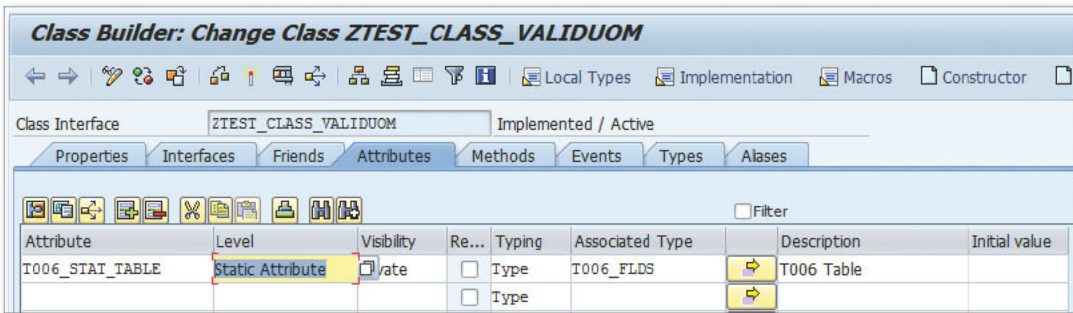 Class Builder: Change Class ZTEST_CLASS_VALIDUOM
Local Types Implementation Macros Constructor
Class Interface ZTEST_CLASS_VALIDUOM Implemented / Active
Properties Interfaces Friends Attributes Methods Events Types Aliases
Filter
Attribute Level Visibility Re... Typing Associated Type Description Initial value
T006_STAT_TABLE Static Attribute vate Type T006_FLDS T006 Table
Type